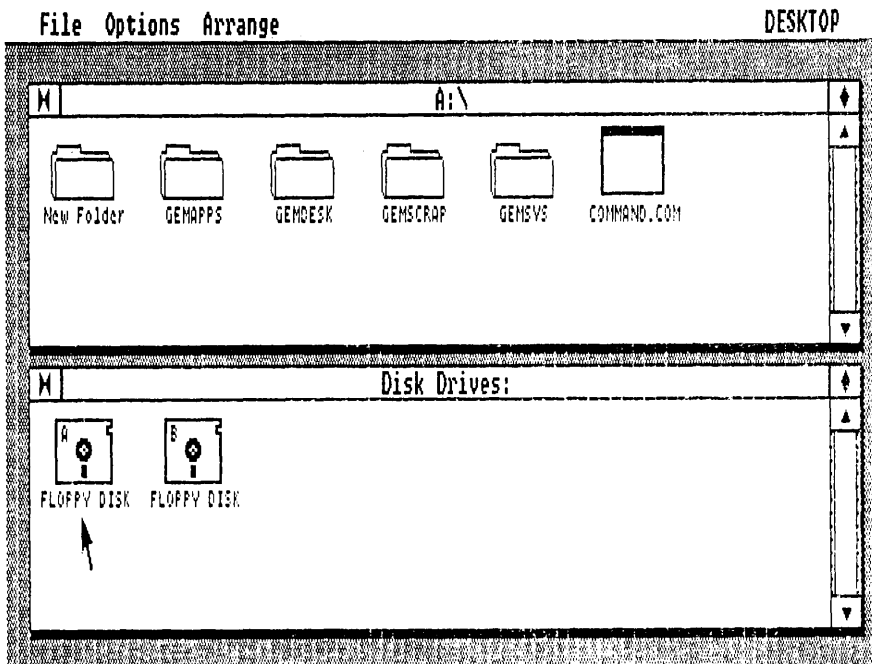 File Options Arrange DESKTOP
A:\
New Folder GEMAPPS GEMDESK GEMSCRAP GEMSYS COMMAND.COM
Disk Drives:
A B
FLOPPY DISK FLOPPY DISK